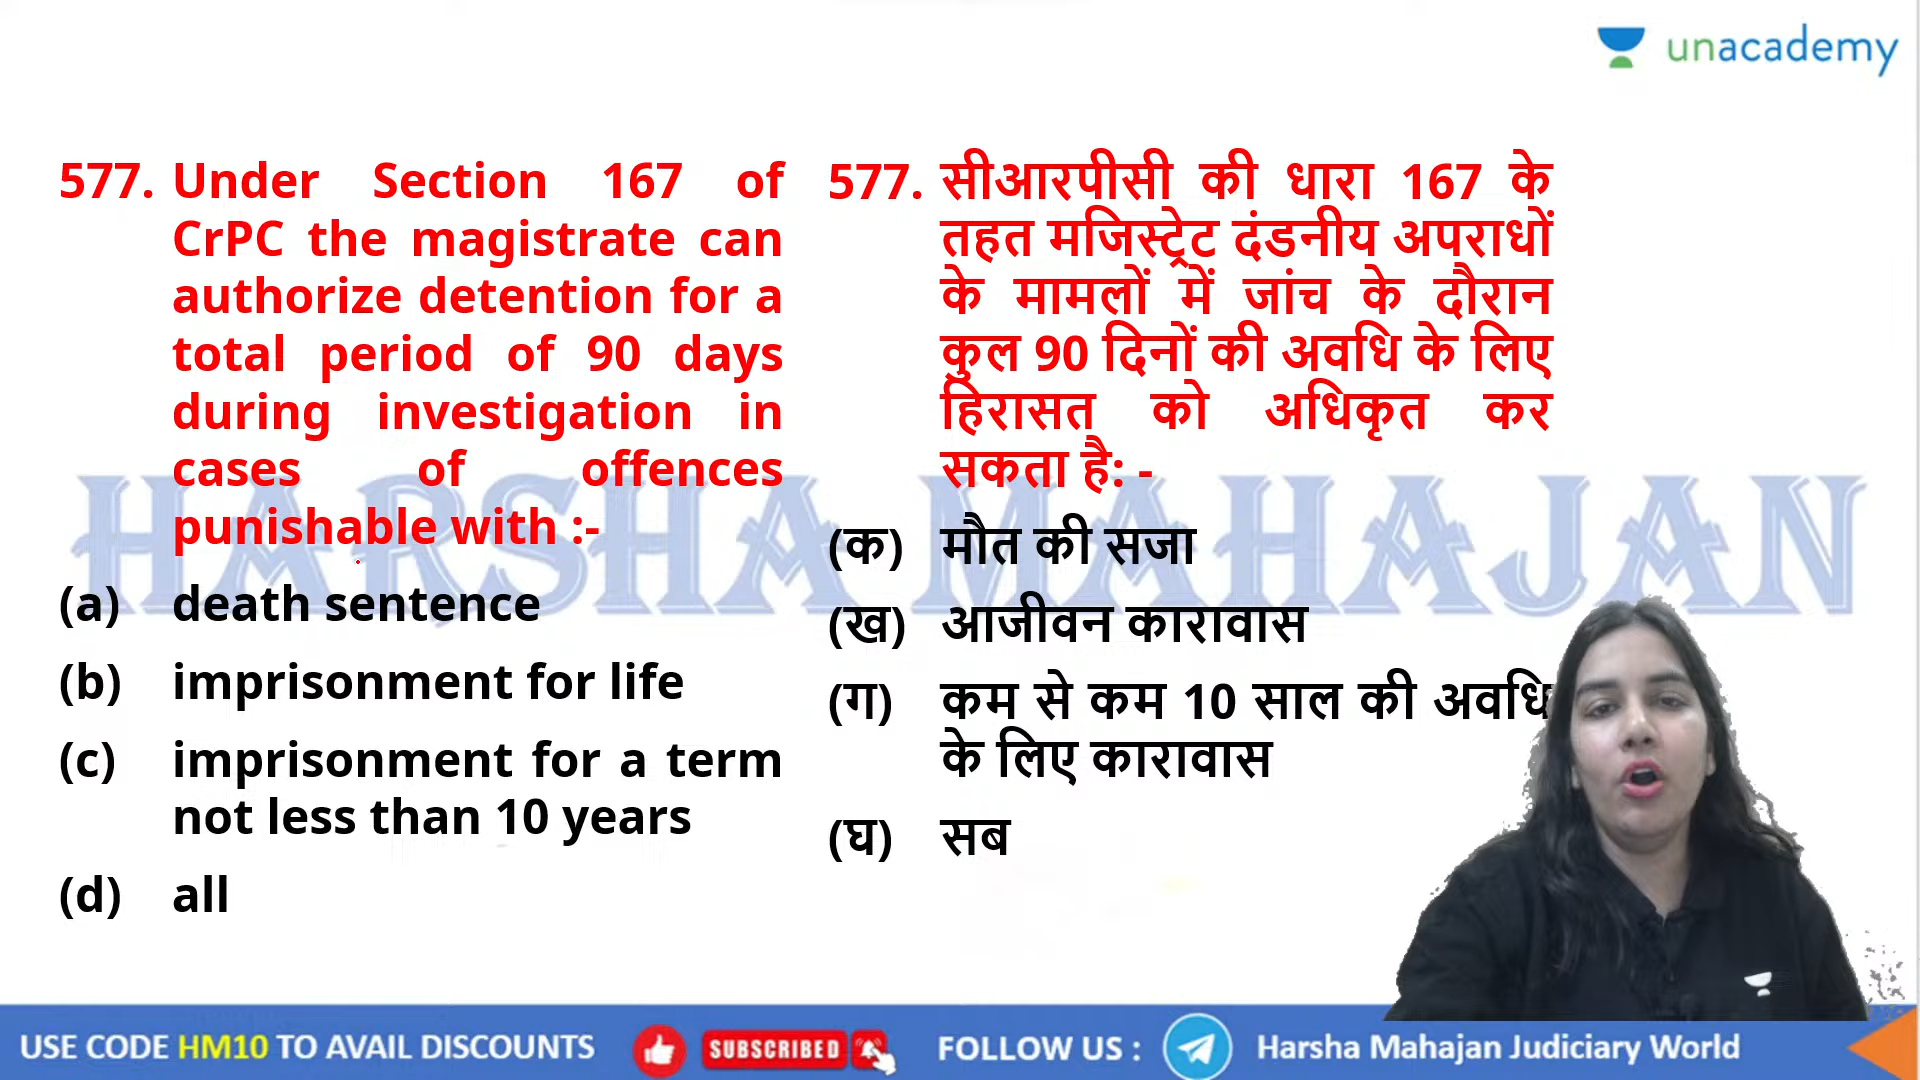 unacademy
577. Under Section 167 of
CrPC the magistrate can
authorize detention for a
total period of 90 days
during investigation in
cases of offences
punishable with :-
(a) death sentence
(b) imprisonment for life
(c) imprisonment for a term
not less than 10 years
(d) all
577. सीआरपीसी की धारा 167 के
तहत मजिस्ट्रेट दंडनीय अपराधों
के मामलों में जांच के दौरान
कुल 90 दिनों की अवधि के लिए
हिरासत को अधिकृत कर
सकता है: -
(क) मौत की सजा
(ख) आजीवन कारावास
(ग) कम से कम 10 साल की अवधि
के लिए कारावास
(घ) सब
HARSHA MAHAJAN
USE CODE HM10 TO AVAIL DISCOUNTS
SUBSCRIBED
FOLLOW US :
Harsha Mahajan Judiciary World